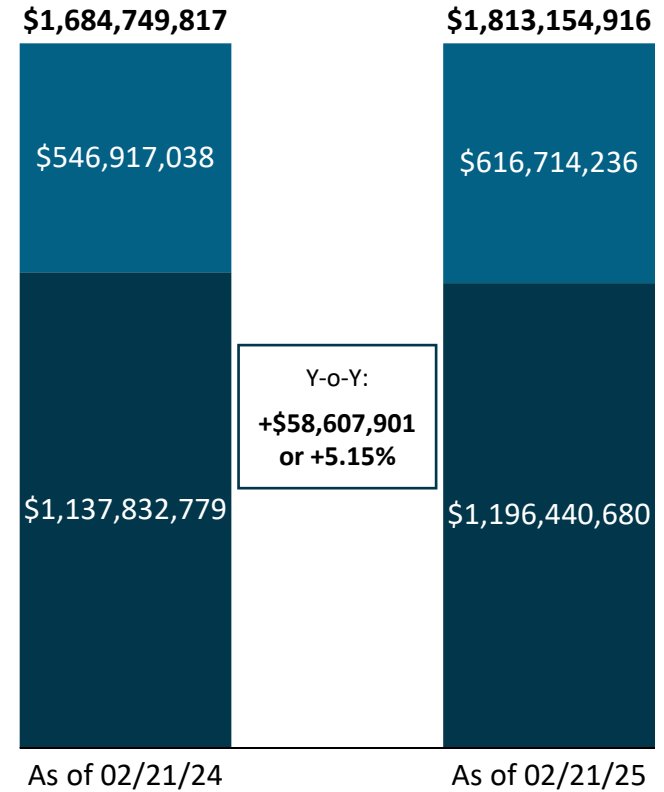 $1,684,749,817
$1,813,154,916
$546,917,038
$616,714,236
Y-o-Y:
+$58,607,901
or +5.15%
$1,137,832,779
$1,196,440,680
As of 02/21/24
As of 02/21/25